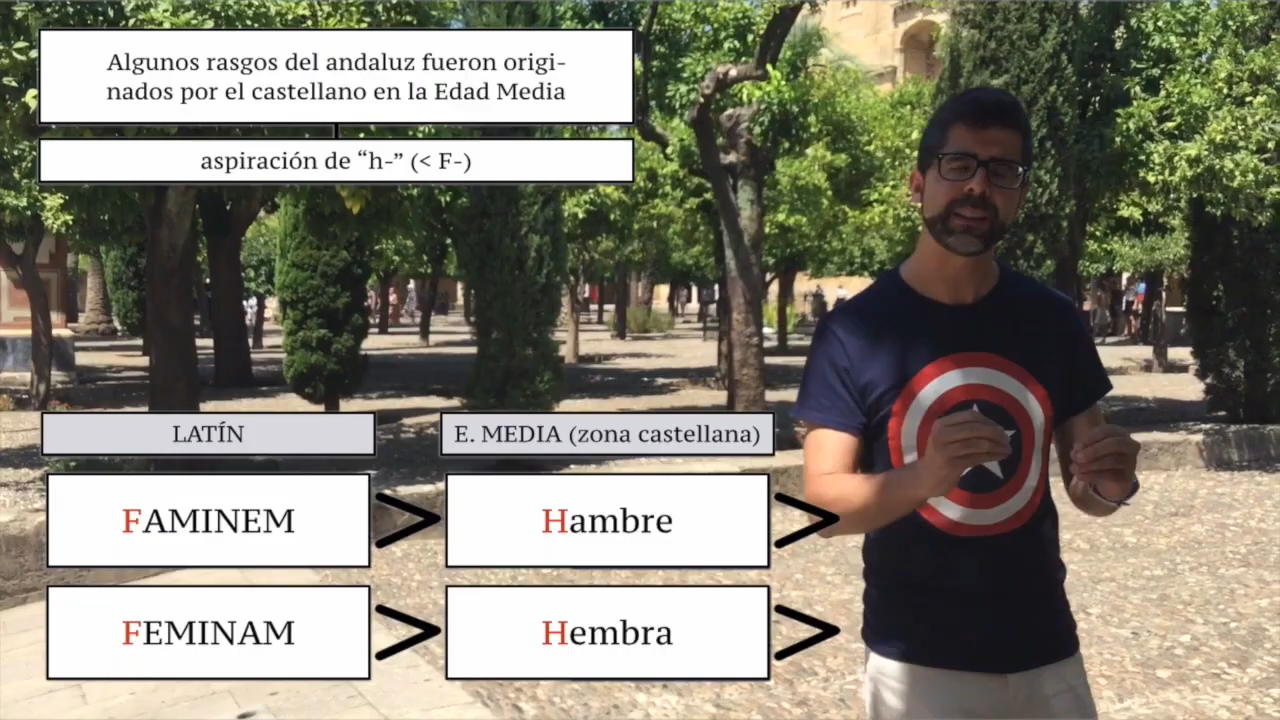 Algunos rasgos del andaluz fueron origi-
nados por el castellano en la Edad Media
aspiración de “h-” (< F-)
LATÍN
E. MEDIA (zona castellana)
FAMINEM > Hambre >
FEMINAM > Hembra >